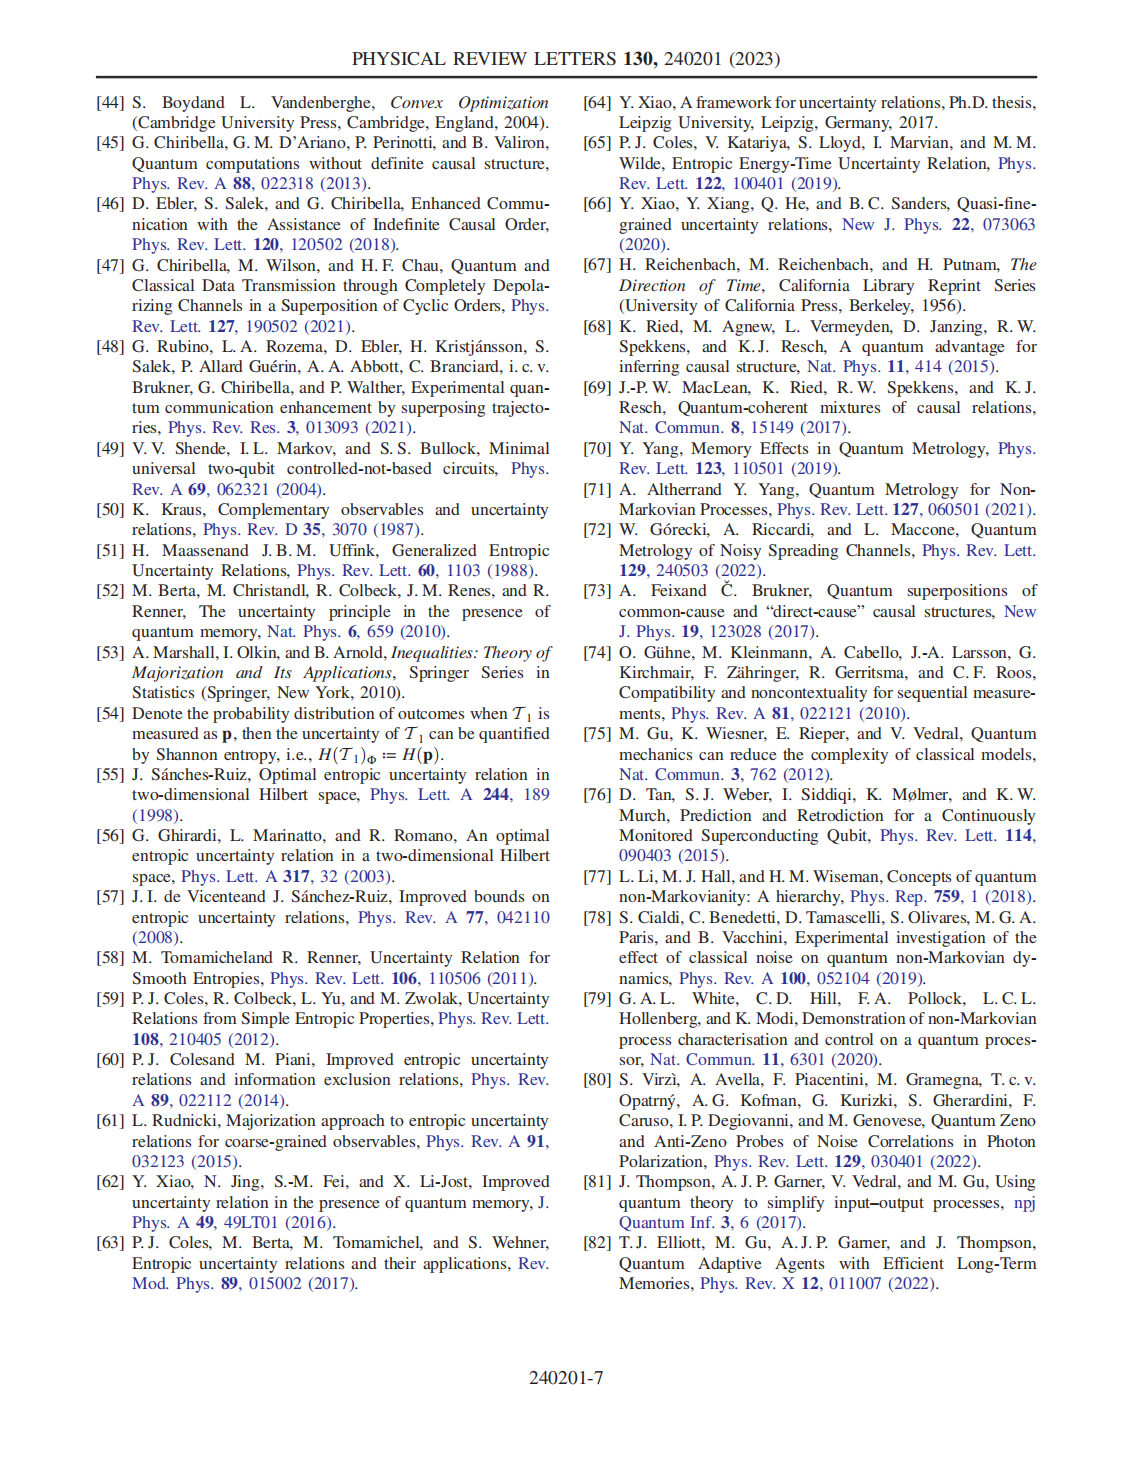 PHYSICAL REVIEW LETTERS 130, 240201 (2023)
[44] S. Boydand L. Vandenberghe, Convex Optimization
(Cambridge University Press, Cambridge, England, 2004).
[45] G. Chiribella, G. M. D'Ariano, P. Perinotti, and B. Valiron,
Quantum computations without definite causal structure,
Phys. Rev. A 88, 022318 (2013).
[46] D. Ebler, S. Salek, and G. Chiribella, Enhanced Commu-
nication with the Assistance of Indefinite Causal Order,
Phys. Rev. Lett. 120, 120502 (2018).
[47] G. Chiribella, M. Wilson, and H. F. Chau, Quantum and
Classical Data Transmission through Completely Depola-
rizing Channels in a Superposition of Cyclic Orders, Phys.
Rev. Lett. 127, 190502 (2021).
[48] G. Rubino, L. A. Rozema, D. Ebler, H. Kristjánsson, S.
Salek, P. Allard Guérin, A. A. Abbott, C. Branciard, i. c. v.
Brukner, G. Chiribella, and P. Walther, Experimental quan-
tum communication enhancement by superposing trajecto-
ries, Phys. Rev. Res. 3, 013093 (2021).
[49] V. V. Shende, I. L. Markov, and S. S. Bullock, Minimal
universal two-qubit controlled-not-based circuits, Phys.
Rev. A 69, 062321 (2004).
[50] K. Kraus, Complementary observables and uncertainty
relations, Phys. Rev. D 35, 3070 (1987).
[51] H. Maassenand J. B. M. Uffink, Generalized Entropic
Uncertainty Relations, Phys. Rev. Lett. 60, 1103 (1988).
[52] M. Berta, M. Christandl, R. Colbeck, J. M. Renes, and R.
Renner, The uncertainty principle in the presence of
quantum memory, Nat. Phys. 6, 659 (2010).
[53] A. Marshall, I. Olkin, and B. Arnold, Inequalities: Theory of
Majorization and Its Applications, Springer Series in
Statistics (Springer, New York, 2010).
[54] Denote the probability distribution of outcomes when 𝒯₁ is
measured as p, then the uncertainty of 𝒯₁ can be quantified
by Shannon entropy, i.e., H(𝒯₁)_Φ ≔ H(p).
[55] J. Sánches-Ruiz, Optimal entropic uncertainty relation in
two-dimensional Hilbert space, Phys. Lett. A 244, 189
(1998).
[56] G. Ghirardi, L. Marinatto, and R. Romano, An optimal
entropic uncertainty relation in a two-dimensional Hilbert
space, Phys. Lett. A 317, 32 (2003).
[57] J. I. de Vicenteand J. Sánchez-Ruiz, Improved bounds on
entropic uncertainty relations, Phys. Rev. A 77, 042110
(2008).
[58] M. Tomamicheland R. Renner, Uncertainty Relation for
Smooth Entropies, Phys. Rev. Lett. 106, 110506 (2011).
[59] P. J. Coles, R. Colbeck, L. Yu, and M. Zwolak, Uncertainty
Relations from Simple Entropic Properties, Phys. Rev. Lett.
108, 210405 (2012).
[60] P. J. Colesand M. Piani, Improved entropic uncertainty
relations and information exclusion relations, Phys. Rev.
A 89, 022112 (2014).
[61] L. Rudnicki, Majorization approach to entropic uncertainty
relations for coarse-grained observables, Phys. Rev. A 91,
032123 (2015).
[62] Y. Xiao, N. Jing, S.-M. Fei, and X. Li-Jost, Improved
uncertainty relation in the presence of quantum memory, J.
Phys. A 49, 49LT01 (2016).
[63] P. J. Coles, M. Berta, M. Tomamichel, and S. Wehner,
Entropic uncertainty relations and their applications, Rev.
Mod. Phys. 89, 015002 (2017).
[64] Y. Xiao, A framework for uncertainty relations, Ph.D. thesis,
Leipzig University, Leipzig, Germany, 2017.
[65] P. J. Coles, V. Katariya, S. Lloyd, I. Marvian, and M. M.
Wilde, Entropic Energy-Time Uncertainty Relation, Phys.
Rev. Lett. 122, 100401 (2019).
[66] Y. Xiao, Y. Xiang, Q. He, and B. C. Sanders, Quasi-fine-
grained uncertainty relations, New J. Phys. 22, 073063
(2020).
[67] H. Reichenbach, M. Reichenbach, and H. Putnam, The
Direction of Time, California Library Reprint Series
(University of California Press, Berkeley, 1956).
[68] K. Ried, M. Agnew, L. Vermeyden, D. Janzing, R. W.
Spekkens, and K. J. Resch, A quantum advantage for
inferring causal structure, Nat. Phys. 11, 414 (2015).
[69] J.-P. W. MacLean, K. Ried, R. W. Spekkens, and K. J.
Resch, Quantum-coherent mixtures of causal relations,
Nat. Commun. 8, 15149 (2017).
[70] Y. Yang, Memory Effects in Quantum Metrology, Phys.
Rev. Lett. 123, 110501 (2019).
[71] A. Altherrand Y. Yang, Quantum Metrology for Non-
Markovian Processes, Phys. Rev. Lett. 127, 060501 (2021).
[72] W. Górecki, A. Riccardi, and L. Maccone, Quantum
Metrology of Noisy Spreading Channels, Phys. Rev. Lett.
129, 240503 (2022).
[73] A. Feixand Č. Brukner, Quantum superpositions of
common-cause and “direct-cause” causal structures, New
J. Phys. 19, 123028 (2017).
[74] O. Gühne, M. Kleinmann, A. Cabello, J.-A. Larsson, G.
Kirchmair, F. Zähringer, R. Gerritsma, and C. F. Roos,
Compatibility and noncontextuality for sequential measure-
ments, Phys. Rev. A 81, 022121 (2010).
[75] M. Gu, K. Wiesner, E. Rieper, and V. Vedral, Quantum
mechanics can reduce the complexity of classical models,
Nat. Commun. 3, 762 (2012).
[76] D. Tan, S. J. Weber, I. Siddiqi, K. Mølmer, and K. W.
Murch, Prediction and Retrodiction for a Continuously
Monitored Superconducting Qubit, Phys. Rev. Lett. 114,
090403 (2015).
[77] L. Li, M. J. Hall, and H. M. Wiseman, Concepts of quantum
non-Markovianity: A hierarchy, Phys. Rep. 759, 1 (2018).
[78] S. Cialdi, C. Benedetti, D. Tamascelli, S. Olivares, M. G. A.
Paris, and B. Vacchini, Experimental investigation of the
effect of classical noise on quantum non-Markovian dy-
namics, Phys. Rev. A 100, 052104 (2019).
[79] G. A. L. White, C. D. Hill, F. A. Pollock, L. C. L.
Hollenberg, and K. Modi, Demonstration of non-Markovian
process characterisation and control on a quantum proces-
sor, Nat. Commun. 11, 6301 (2020).
[80] S. Virzì, A. Avella, F. Piacentini, M. Gramegna, T. c. v.
Opatrný, A. G. Kofman, G. Kurizki, S. Gherardini, F.
Caruso, I. P. Degiovanni, and M. Genovese, Quantum Zeno
and Anti-Zeno Probes of Noise Correlations in Photon
Polarization, Phys. Rev. Lett. 129, 030401 (2022).
[81] J. Thompson, A. J. P. Garner, V. Vedral, and M. Gu, Using
quantum theory to simplify input–output processes, npj
Quantum Inf. 3, 6 (2017).
[82] T. J. Elliott, M. Gu, A. J. P. Garner, and J. Thompson,
Quantum Adaptive Agents with Efficient Long-Term
Memories, Phys. Rev. X 12, 011007 (2022).
240201-7